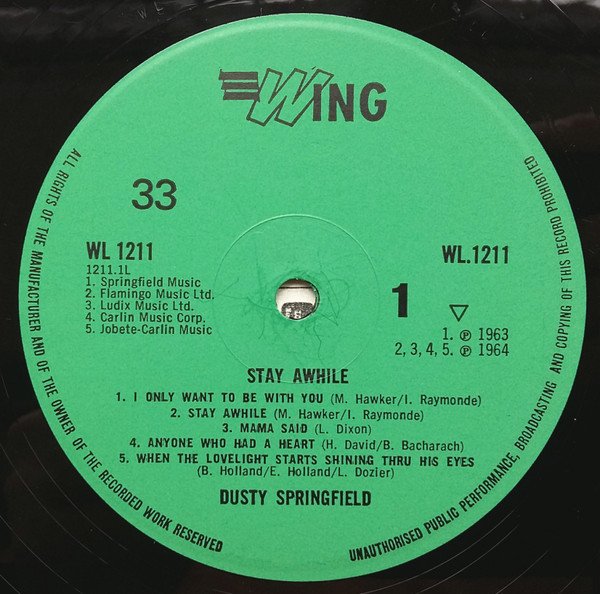 WING
33
WL 1211
1211.1L
1. Springfield Music
2. Flamingo Music Ltd.
3. Ludix Music Ltd.
4. Carlin Music Corp.
5. Jobete-Carlin Music
WL.1211
1
1. ℗ 1963
2, 3, 4, 5. ℗ 1964
STAY AWHILE
1. I ONLY WANT TO BE WITH YOU (M. Hawker/I. Raymonde)
2. STAY AWHILE (M. Hawker/I. Raymonde)
3. MAMA SAID (L. Dixon)
4. ANYONE WHO HAD A HEART (H. David/B. Bacharach)
5. WHEN THE LOVELIGHT STARTS SHINING THRU HIS EYES
(B. Holland/E. Holland/L. Dozier)
DUSTY SPRINGFIELD
ALL RIGHTS OF THE MANUFACTURER AND OF THE OWNER OF THE RECORDED WORK RESERVED
UNAUTHORISED PUBLIC PERFORMANCE, BROADCASTING AND COPYING OF THIS RECORD PROHIBITED